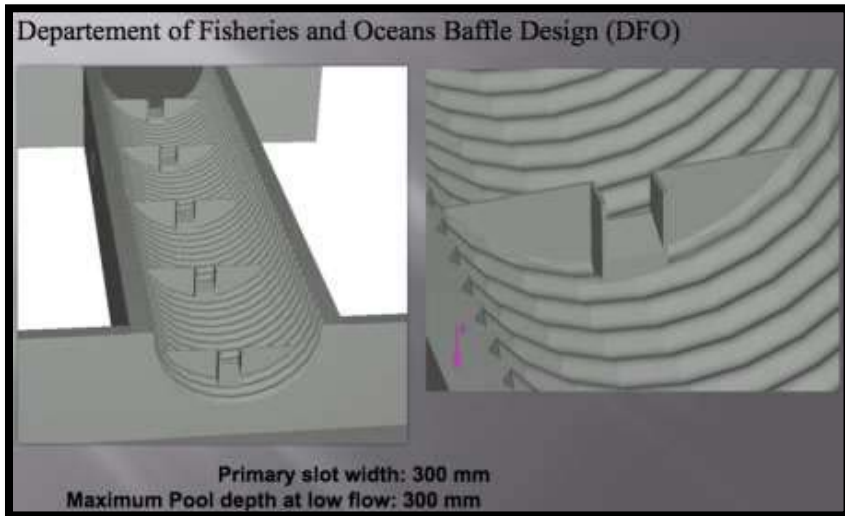 Departement of Fisheries and Oceans Baffle Design (DFO)
Primary slot width: 300 mm
Maximum Pool depth at low flow: 300 mm